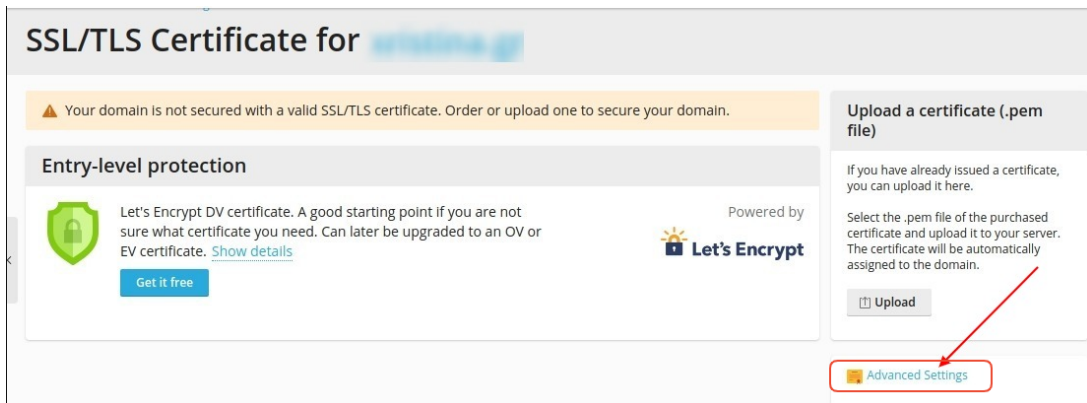 SSL/TLS Certificate for
Your domain is not secured with a valid SSL/TLS certificate. Order or upload one to secure your domain.
Entry-level protection
Let's Encrypt DV certificate. A good starting point if you are not
sure what certificate you need. Can later be upgraded to an OV or
EV certificate. Show details
Get it free
Powered by
Let's Encrypt
Upload a certificate (.pem
file)
If you have already issued a certificate,
you can upload it here.
Select the .pem file of the purchased
certificate and upload it to your server.
The certificate will be automatically
assigned to the domain.
Upload
Advanced Settings